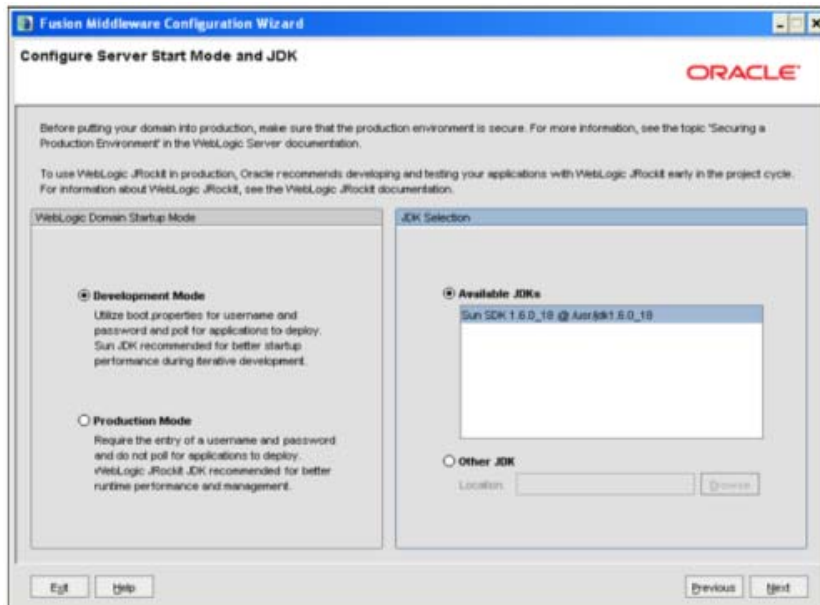 Fusion Middleware Configuration Wizard
Configure Server Start Mode and JDK
ORACLE
Before putting your domain into production, make sure that the production environment is secure. For more information, see the topic 'Securing a
Production Environment' in the WebLogic Server documentation.
To use WebLogic JRockit in production, Oracle recommends developing and testing your applications with WebLogic JRockit early in the project cycle.
For information about WebLogic JRockit, see the WebLogic JRockit documentation.
WebLogic Domain Startup Mode
Development Mode
Utilize boot.properties for username and
password and poll for applications to deploy.
Sun JDK recommended for better startup
performance during iterative development.
Production Mode
Require the entry of a username and password
and do not poll for applications to deploy.
WebLogic JRockit JDK recommended for better
runtime performance and management.
JDK Selection
Available JDKs
Sun SDK 1.6.0_18 @ /usr/jdk1.6.0_18
Other JDK
Location:
Browse
Exit
Help
Previous
Next